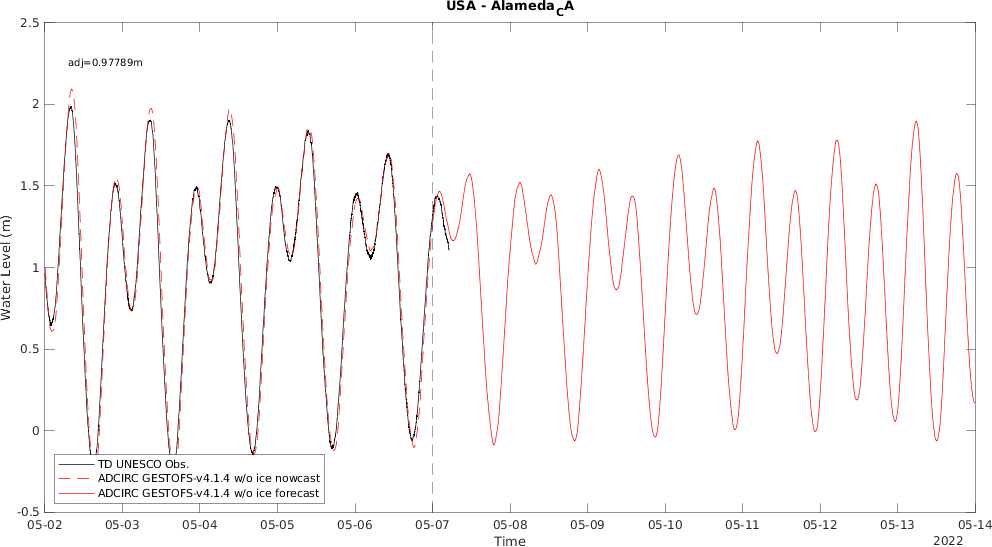 USA - Alameda_CA
adj=0.97789m
2.5
2
1.5
1
0.5
0
-0.5
Water Level (m)
TD UNESCO Obs.
ADCIRC GESTOFS-v4.1.4 w/o ice nowcast
ADCIRC GESTOFS-v4.1.4 w/o ice forecast
05-02 05-03 05-04 05-05 05-06 05-07 05-08 05-09 05-10 05-11 05-12 05-13 05-14
Time
2022